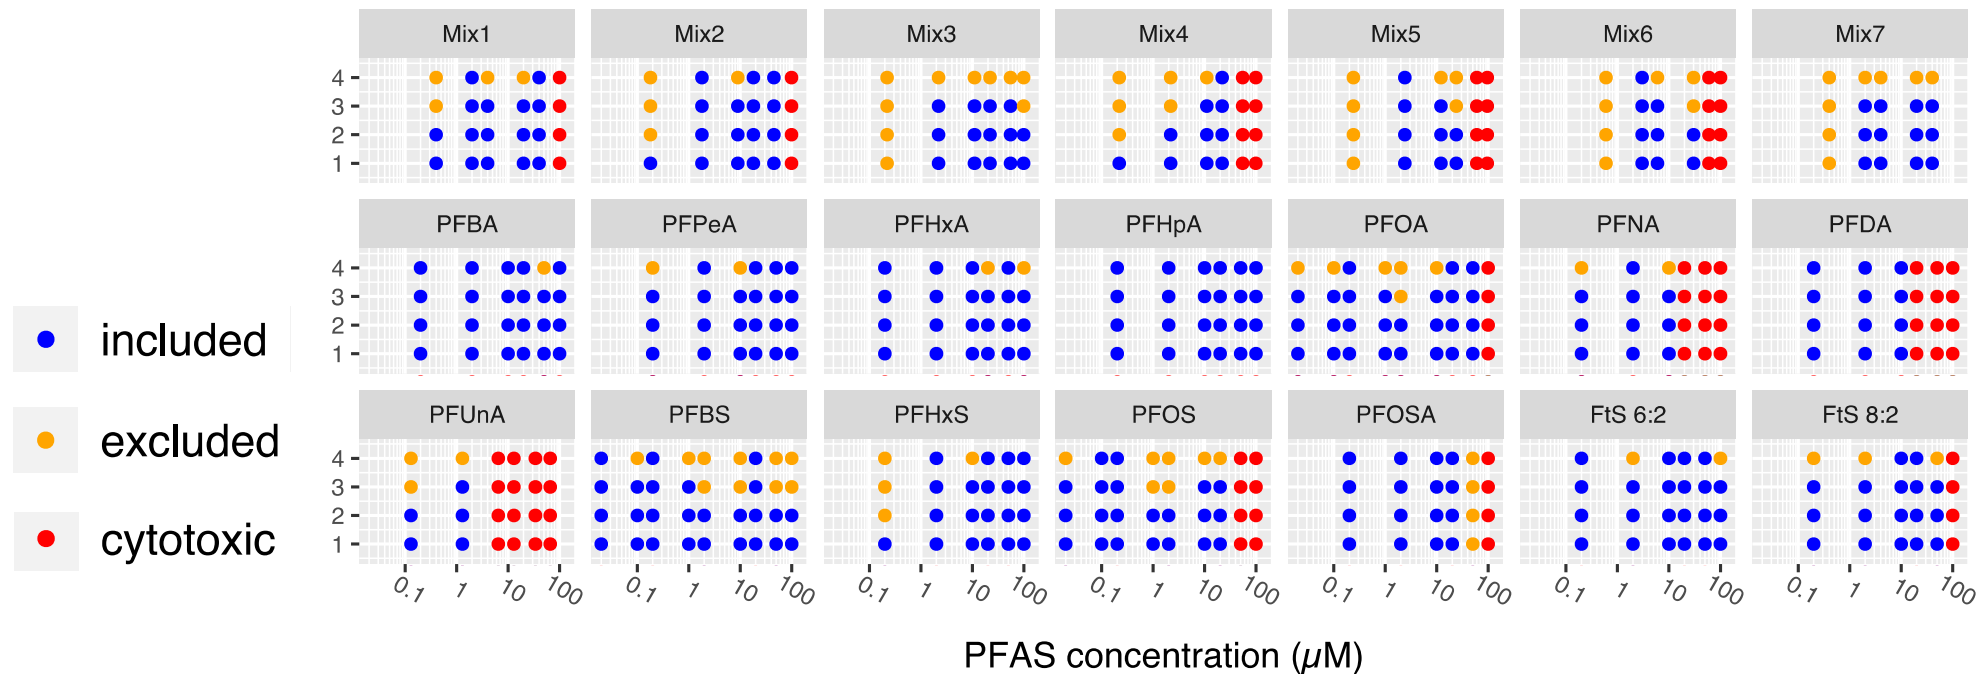 Mix1 Mix2 Mix3 Mix4 Mix5 Mix6 Mix7
4
3
2
1
PFBA PFPeA PFHxA PFHpA PFOA PFNA PFDA
4
3
2
1
included
excluded
cytotoxic
PFUnA PFBS PFHxS PFOS PFOSA FtS 6:2 FtS 8:2
4
3
2
1
0.1 1 10 100 0.1 1 10 100 0.1 1 10 100 0.1 1 10 100 0.1 1 10 100 0.1 1 10 100 0.1 1 10 100
PFAS concentration (μM)